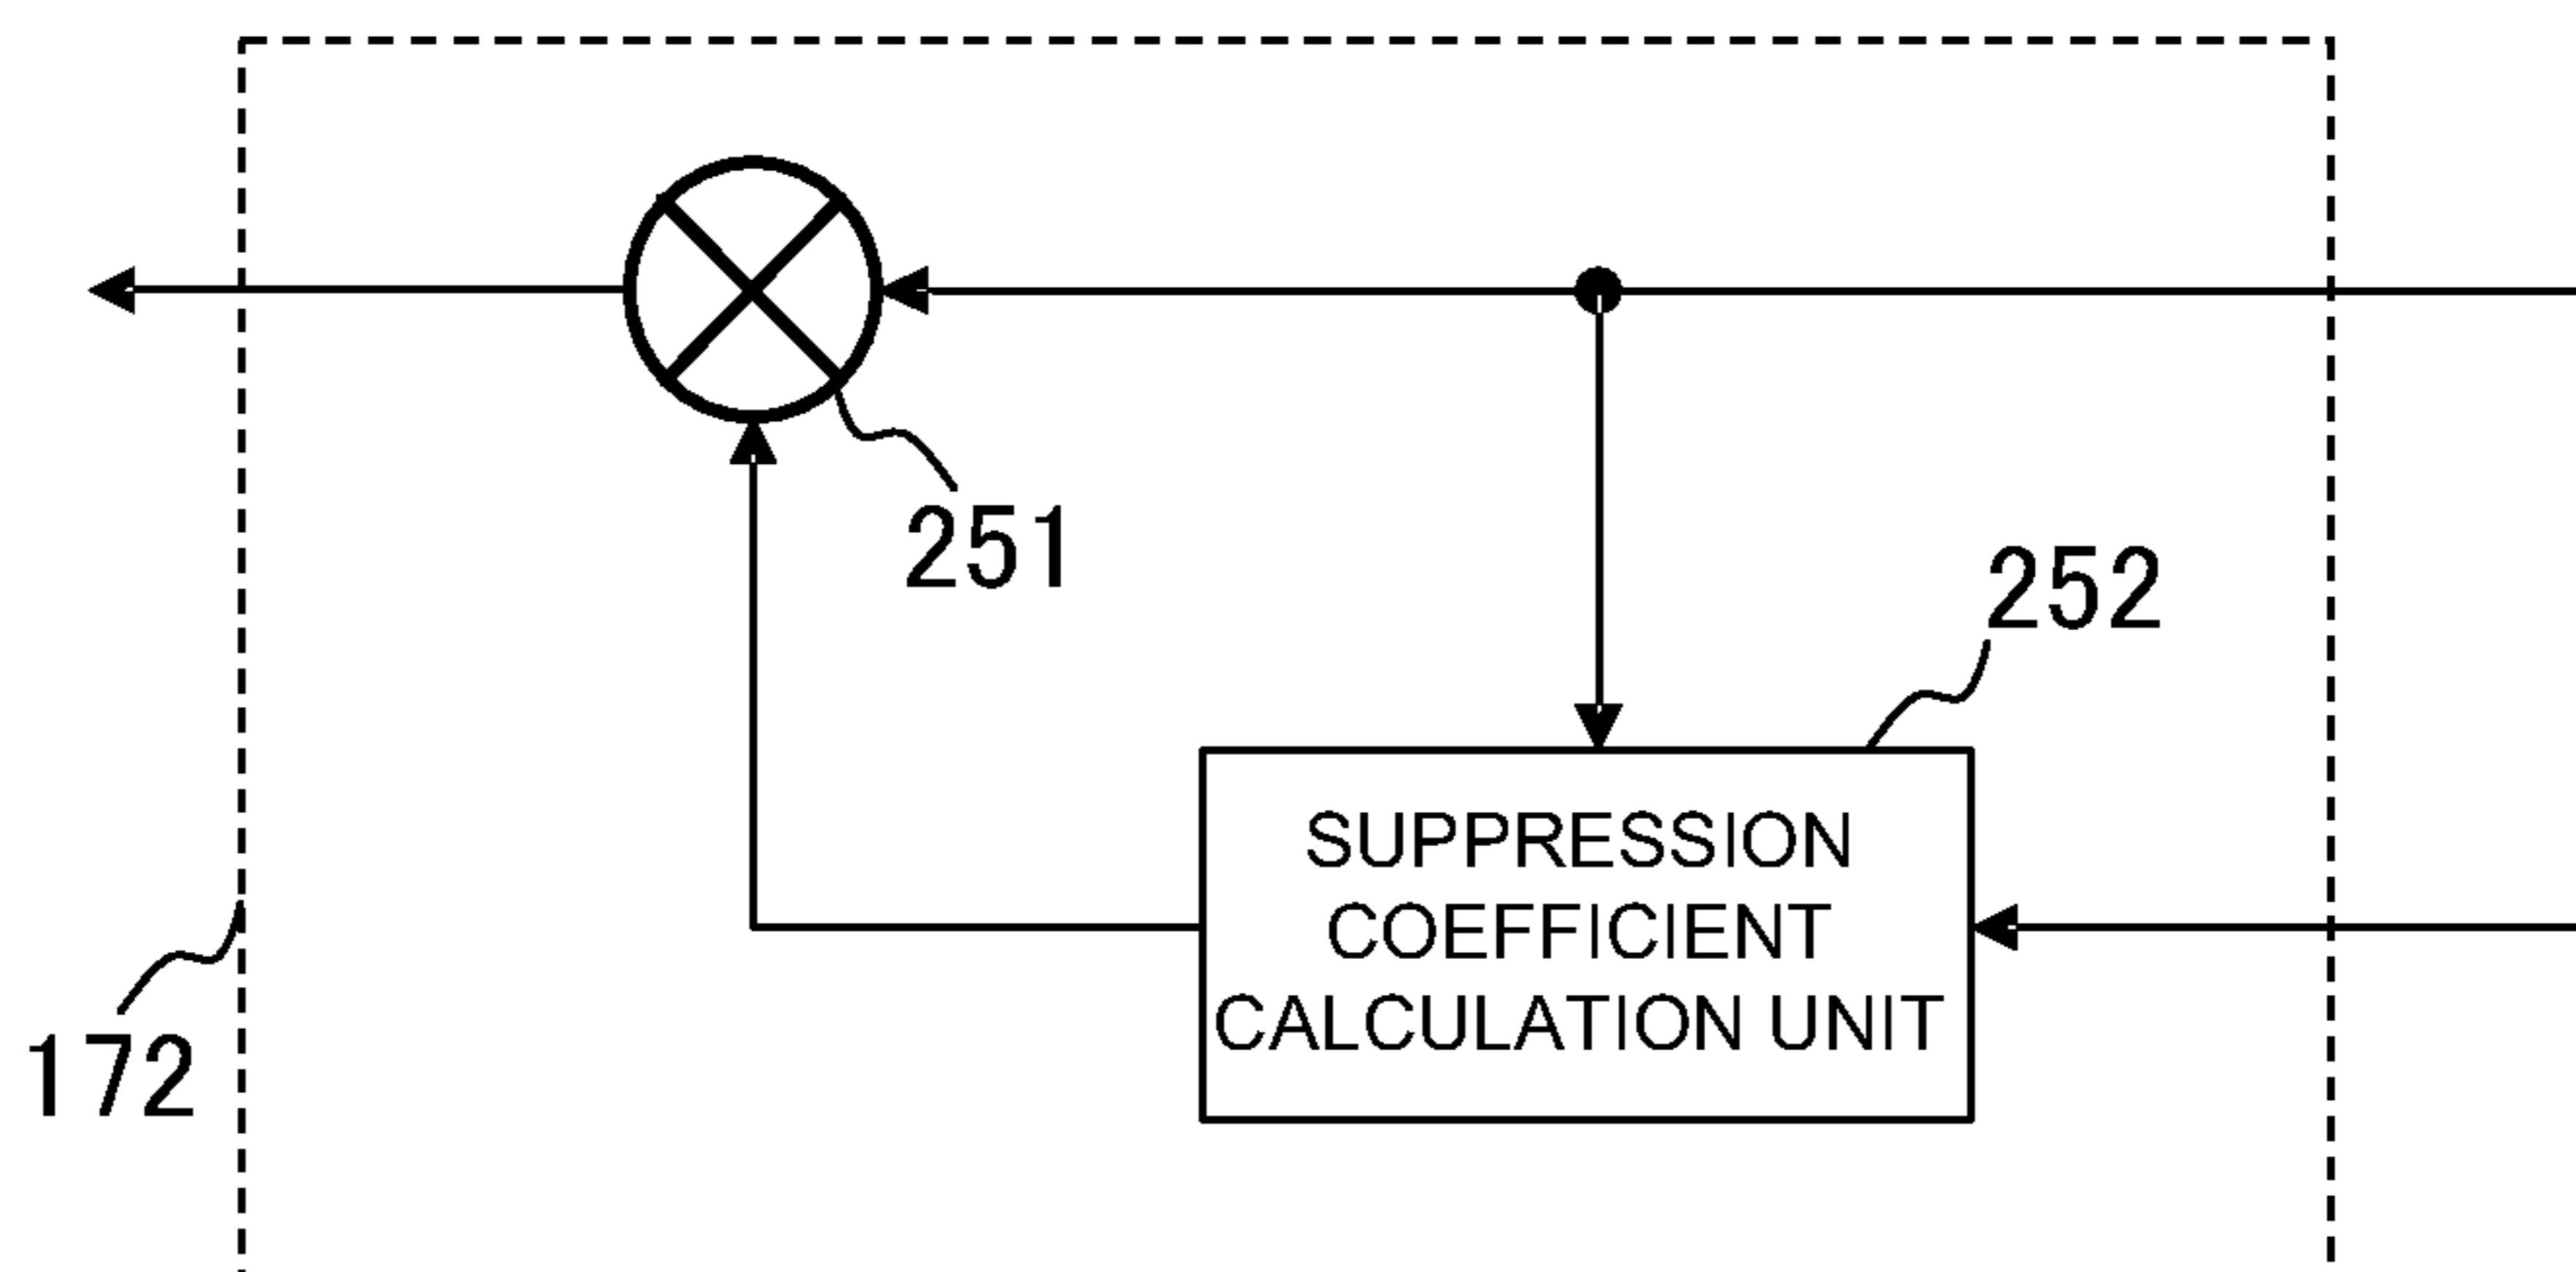 251
252
SUPPRESSION
COEFFICIENT
CALCULATION UNIT
172